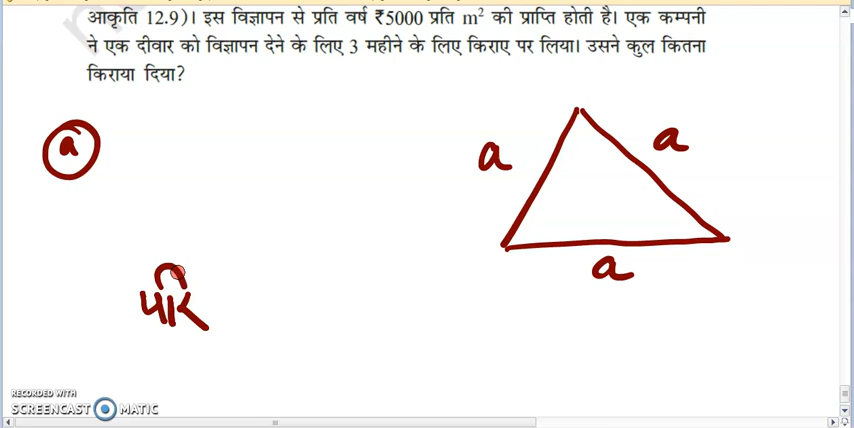 आकृति 12.9)। इस विज्ञापन से प्रति वर्ष ₹5000 प्रति m² की प्राप्ति होती है। एक कम्पनी
ने एक दीवार को विज्ञापन देने के लिए 3 महीने के लिए किराए पर लिया। उसने कुल कितना
किराया दिया?
a
a
a
a
परि
RECORDED WITH
SCREENCAST MATIC